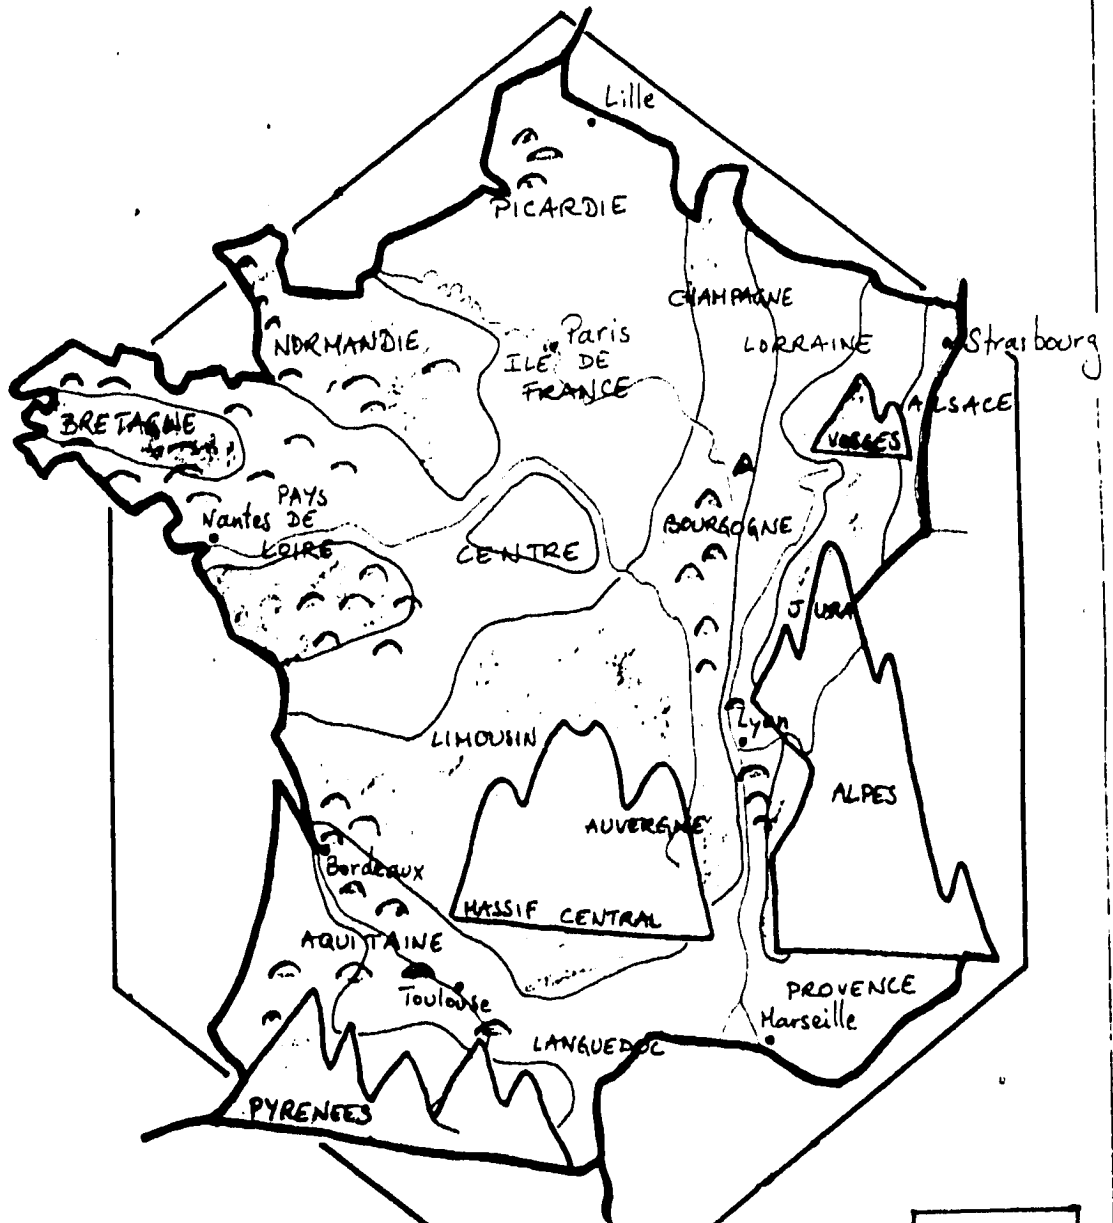 Lille
PICARDIE
CHAMPAGNE
NORMANDIE
Paris
ILE DE
FRANCE
LORRAINE
Strasbourg
ALSACE
BRETAGNE
VOSGES
PAYS
Nantes DE
LOIRE
CENTRE
BOURGOGNE
JURA
Lyon
LIMOUSIN
ALPES
AUVERGNE
Bordeaux
MASSIF CENTRAL
AQUITAINE
Toulouse
PROVENCE
Marseille
LANGUEDOC
PYRENEES